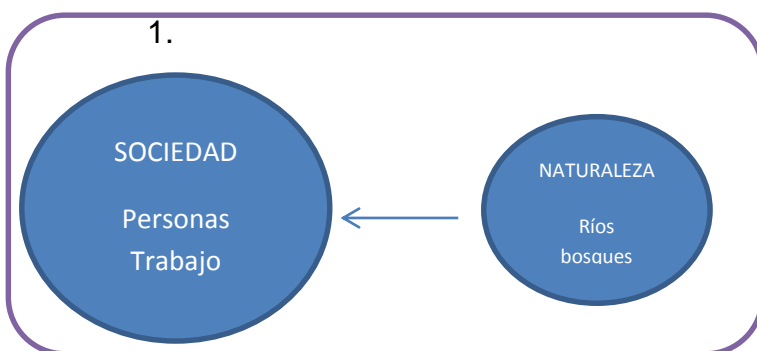 1.
SOCIEDAD
Personas
Trabajo
NATURALEZA
Ríos
bosques